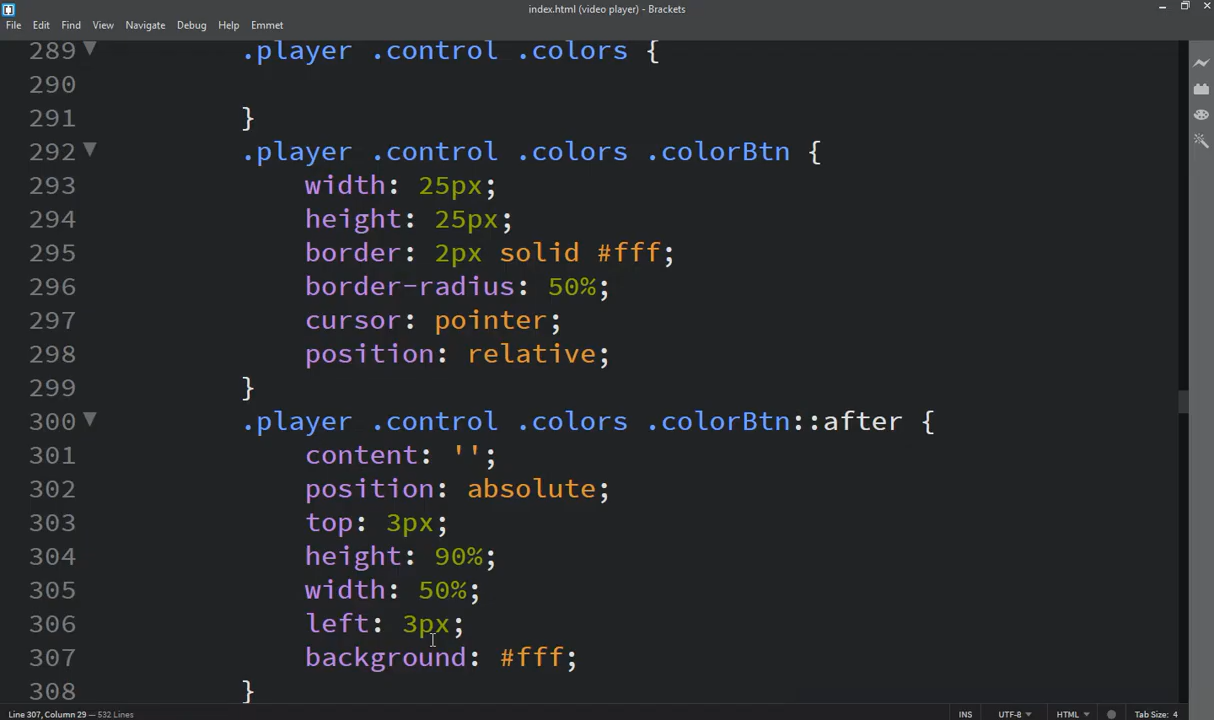 index.html (video player) - Brackets
File Edit Find View Navigate Debug Help Emmet
289 .player .control .colors {
290
291 }
292 .player .control .colors .colorBtn {
293 width: 25px;
294 height: 25px;
295 border: 2px solid #fff;
296 border-radius: 50%;
297 cursor: pointer;
298 position: relative;
299 }
300 .player .control .colors .colorBtn::after {
301 content: '';
302 position: absolute;
303 top: 3px;
304 height: 90%;
305 width: 50%;
306 left: 3px;
307 background: #fff;
308 }
Line 307, Column 29 — 532 Lines INS UTF-8 HTML Tab Size: 4